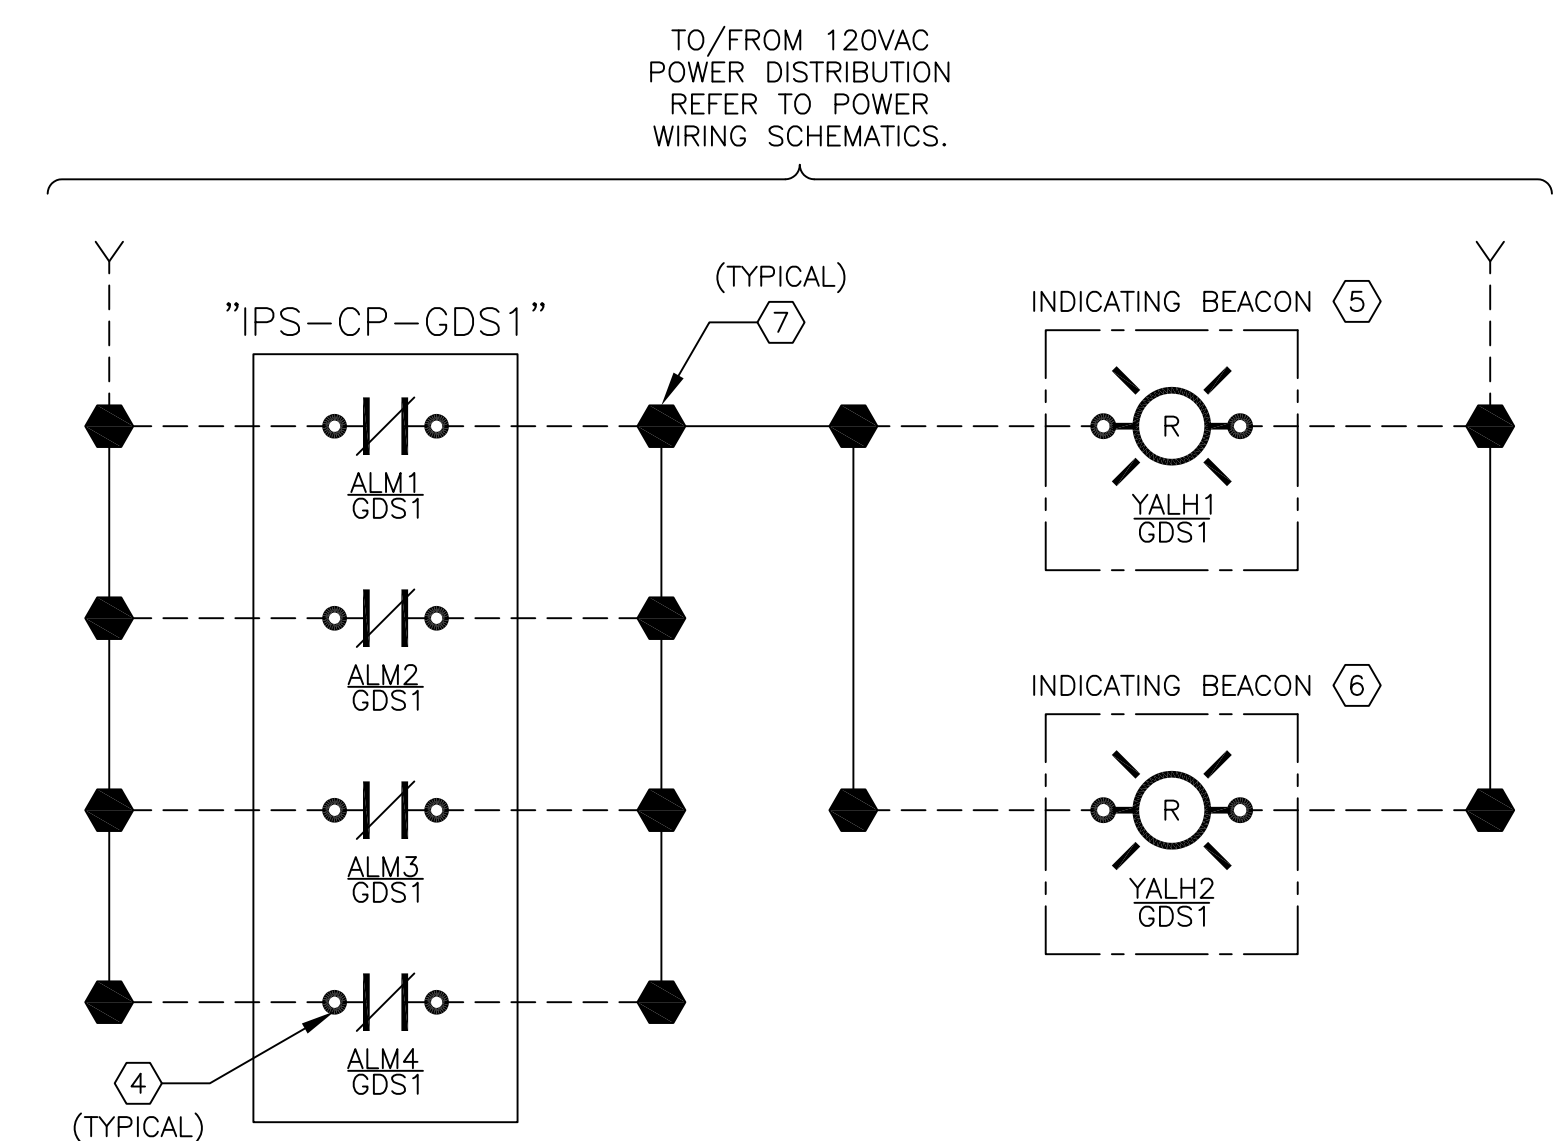 TO/FROM 120VAC
POWER DISTRIBUTION
REFER TO POWER
WIRING SCHEMATICS.
(TYPICAL)
7
"IPS-CP-GDS1"
ALM1
GDS1
ALM2
GDS1
ALM3
GDS1
ALM4
GDS1
4
(TYPICAL)
INDICATING BEACON 5
R
YALH1
GDS1
INDICATING BEACON 6
R
YALH2
GDS1